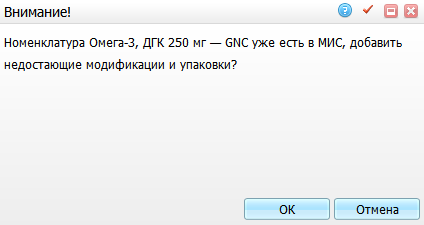 Внимание!
Номенклатура Омега-3, ДГК 250 мг — GNC уже есть в МИС, добавить
недостающие модификации и упаковки?
ОК Отмена